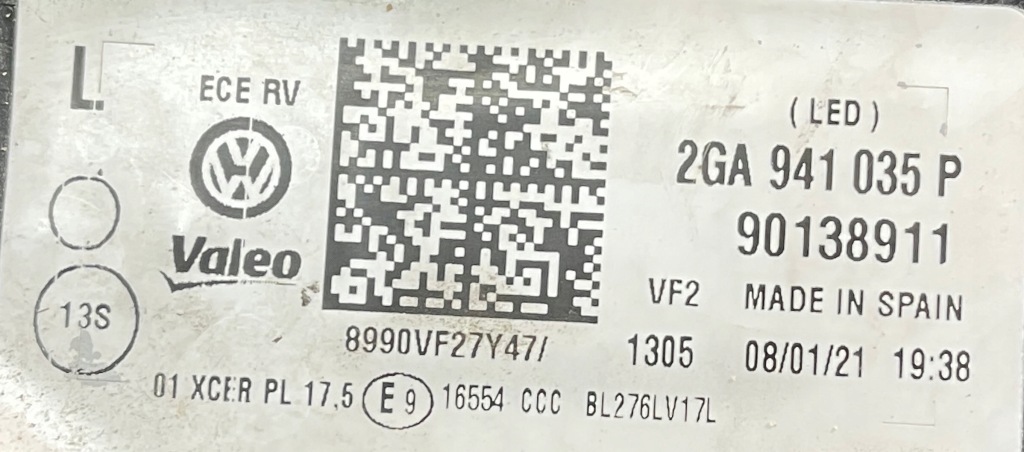 L.
ECE RV
( LED )
2GA 941 035 P
Valeo
90138911
VF2 MADE IN SPAIN
13S
8990VF27Y47/
1305 08/01/21 19:38
01 XCER PL 17,5 E 9 16554 CCC BL276LV17L